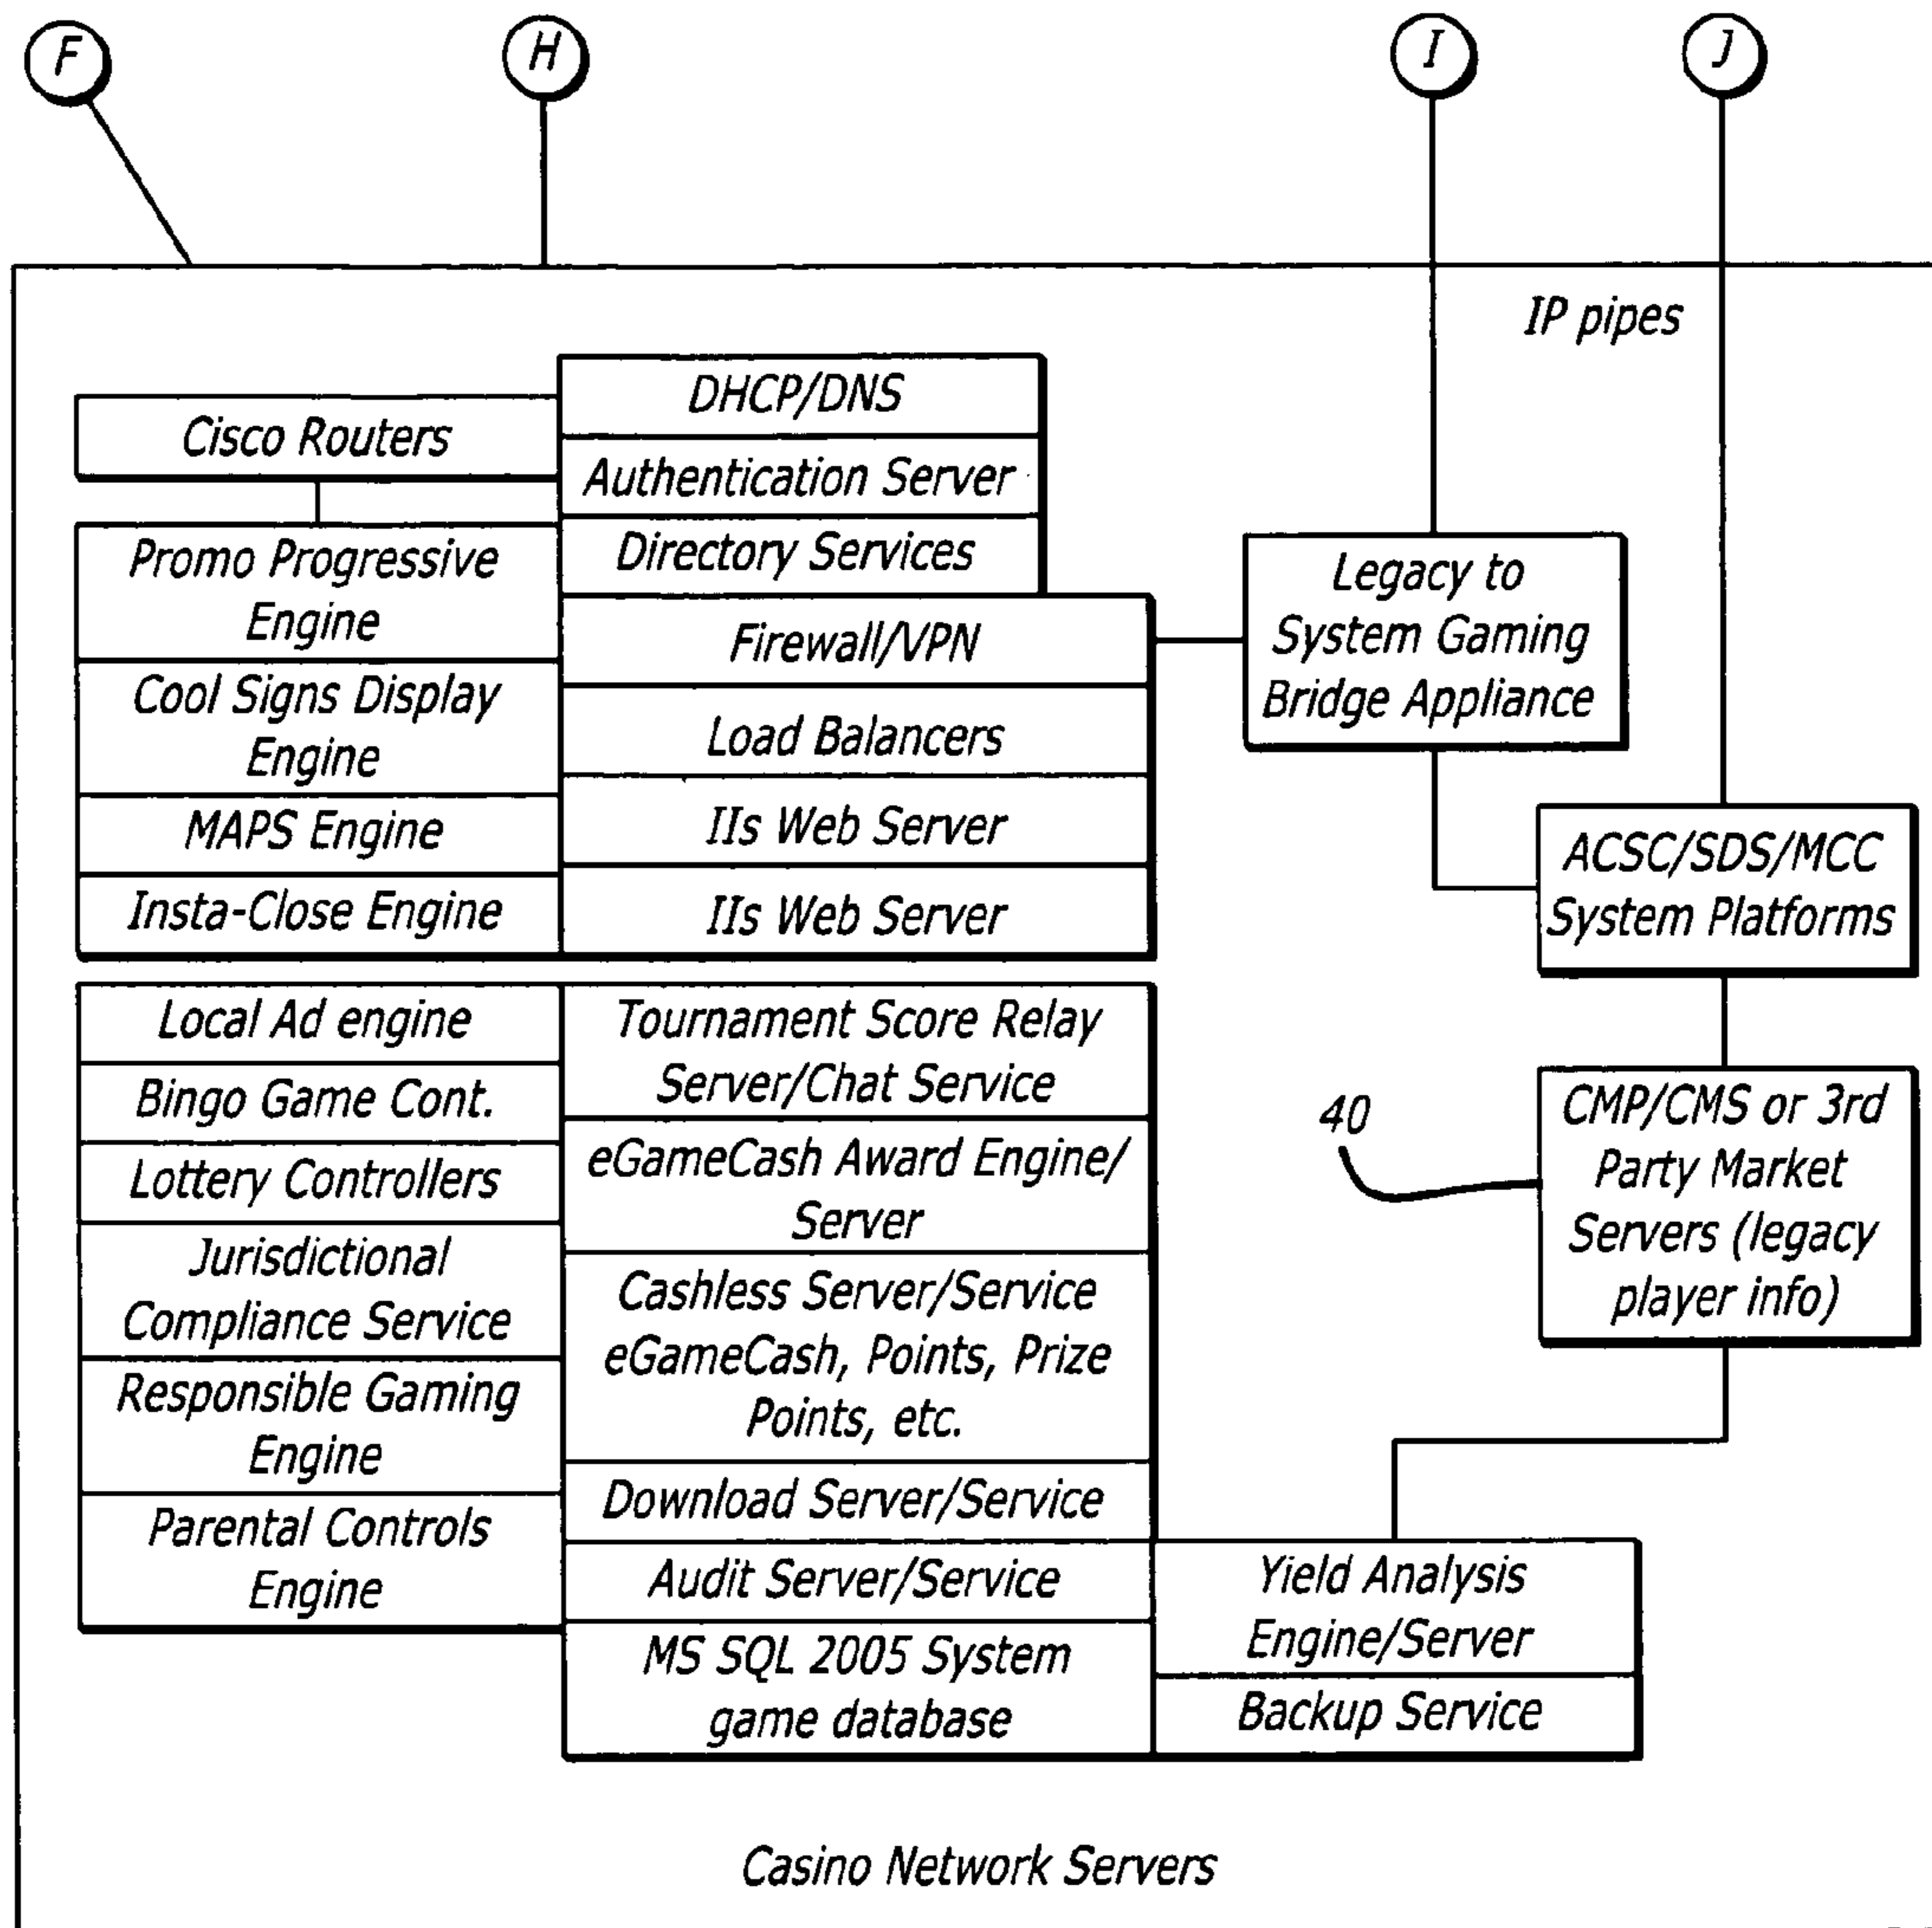 F
H
I
J
IP pipes
DHCP/DNS
Cisco Routers
Authentication Server
Directory Services
Promo Progressive
Engine
Firewall/VPN
Cool Signs Display
Engine
Load Balancers
MAPS Engine
IIs Web Server
Insta-Close Engine
IIs Web Server
Legacy to
System Gaming
Bridge Appliance
ACSC/SDS/MCC
System Platforms
Local Ad engine
Bingo Game Cont.
Lottery Controllers
Jurisdictional
Compliance Service
Responsible Gaming
Engine
Parental Controls
Engine
Tournament Score Relay
Server/Chat Service
eGameCash Award Engine/
Server
Cashless Server/Service
eGameCash, Points, Prize
Points, etc.
Download Server/Service
Audit Server/Service
MS SQL 2005 System
game database
40
CMP/CMS or 3rd
Party Market
Servers (legacy
player info)
Yield Analysis
Engine/Server
Backup Service
Casino Network Servers